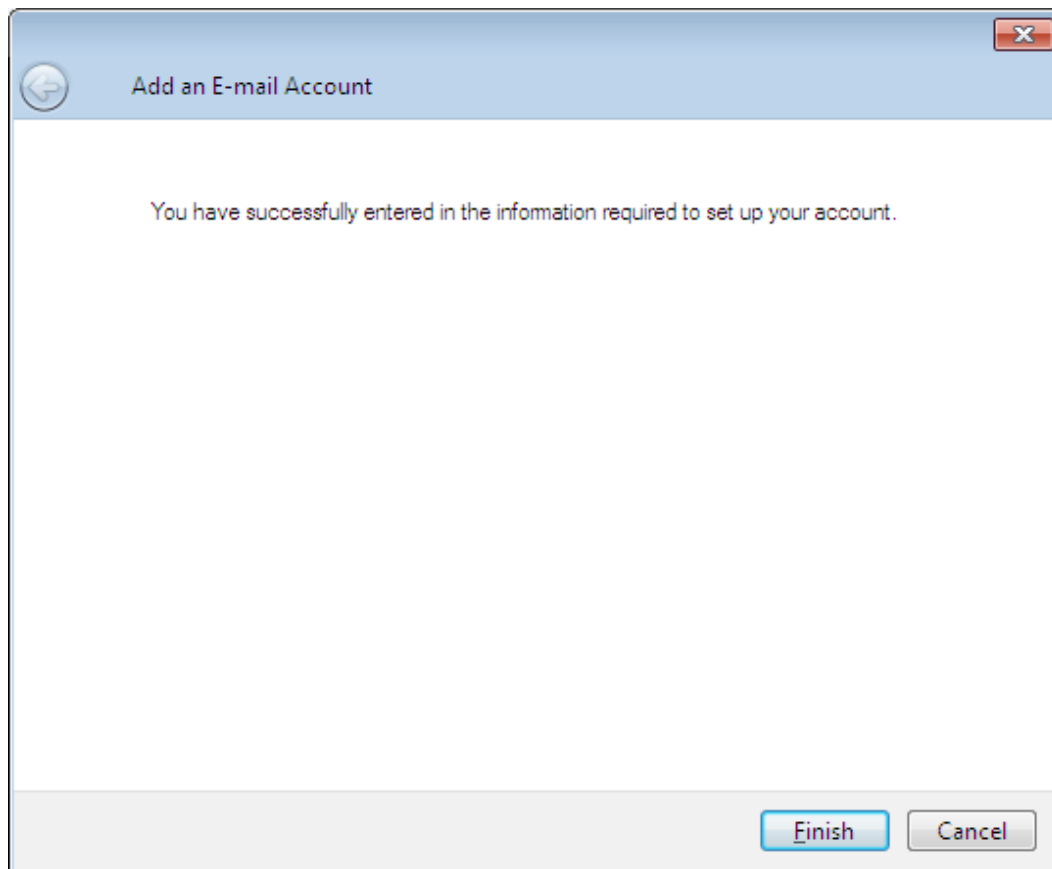 Add an E-mail Account
You have successfully entered in the information required to set up your account.
Finish
Cancel